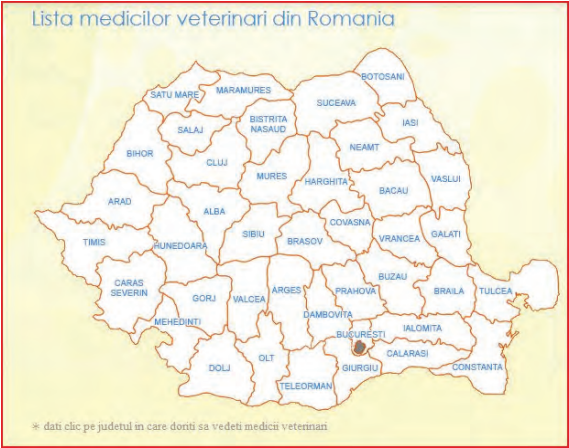 Lista medicilor veterinari din Romania
BOTOSANI
SATU MARE
MARAMURES
SUCEAVA
IASI
BISTRITA
NASAUD
SALAJ
NEAMT
BIHOR
CLUJ
MURES
HARGHITA
BACAU
VASLUI
ARAD
ALBA
COVASNA
TIMIS
HUNEDOARA
SIBIU
BRASOV
VRANCEA
GALATI
CARAS
SEVERIN
GORJ
VALCEA
ARGES
PRAHOVA
BUZAU
BRAILA
TULCEA
DAMBOVITA
MEHEDINTI
BUCURESTI
IALOMITA
CALARASI
DOLJ
OLT
TELEORMAN
GIURGIU
CONSTANTA
* dati clic pe judetul in care doriti sa vedeti medicii veterinari